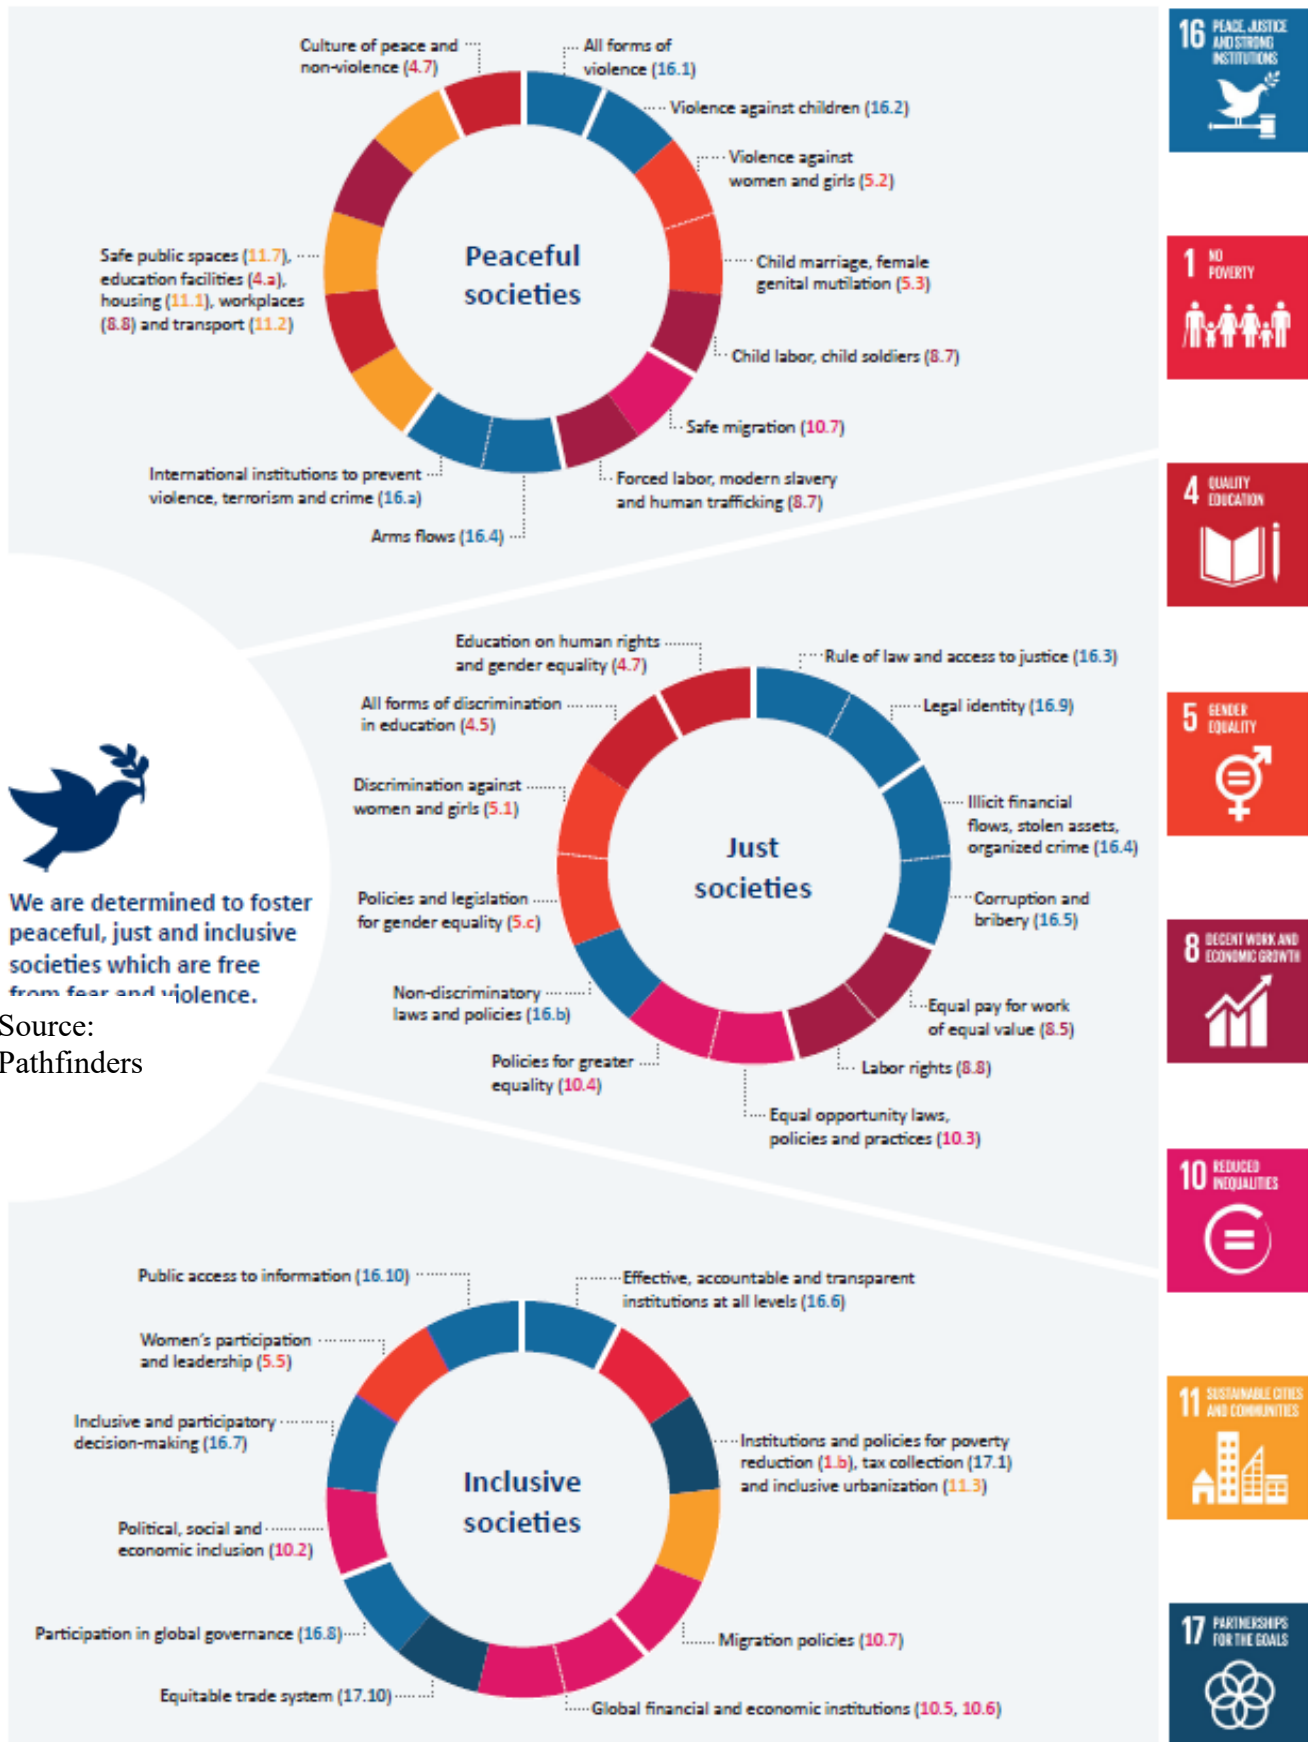 Culture of peace and
non-violence (4.7)
All forms of
violence (16.1)
Violence against children (16.2)
Violence against
women and girls (5.2)
Child marriage, female
genital mutilation (5.3)
Child labor, child soldiers (8.7)
Safe migration (10.7)
Forced labor, modern slavery
and human trafficking (8.7)
Arms flows (16.4)
International institutions to prevent
violence, terrorism and crime (16.a)
Safe public spaces (11.7),
education facilities (4.a),
housing (11.1), workplaces
(8.8) and transport (11.2)
Peaceful
societies
Education on human rights
and gender equality (4.7)
Rule of law and access to justice (16.3)
Legal identity (16.9)
Illicit financial
flows, stolen assets,
organized crime (16.4)
Corruption and
bribery (16.5)
Equal pay for work
of equal value (8.5)
Labor rights (8.8)
Equal opportunity laws,
policies and practices (10.3)
Policies for greater
equality (10.4)
Non-discriminatory
laws and policies (16.b)
Policies and legislation
for gender equality (5.c)
Discrimination against
women and girls (5.1)
All forms of discrimination
in education (4.5)
Just
societies
We are determined to foster
peaceful, just and inclusive
societies which are free
from fear and violence.
Source:
Pathfinders
Public access to information (16.10)
Effective, accountable and transparent
institutions at all levels (16.6)
Institutions and policies for poverty
reduction (1.b), tax collection (17.1)
and inclusive urbanization (11.3)
Migration policies (10.7)
Global financial and economic institutions (10.5, 10.6)
Equitable trade system (17.10)
Participation in global governance (16.8)
Political, social and
economic inclusion (10.2)
Inclusive and participatory
decision-making (16.7)
Women's participation
and leadership (5.5)
Inclusive
societies
16 PEACE, JUSTICE
AND STRONG
INSTITUTIONS
1 NO
POVERTY
4 QUALITY
EDUCATION
5 GENDER
EQUALITY
8 DECENT WORK AND
ECONOMIC GROWTH
10 REDUCED
INEQUALITIES
11 SUSTAINABLE CITIES
AND COMMUNITIES
17 PARTNERSHIPS
FOR THE GOALS